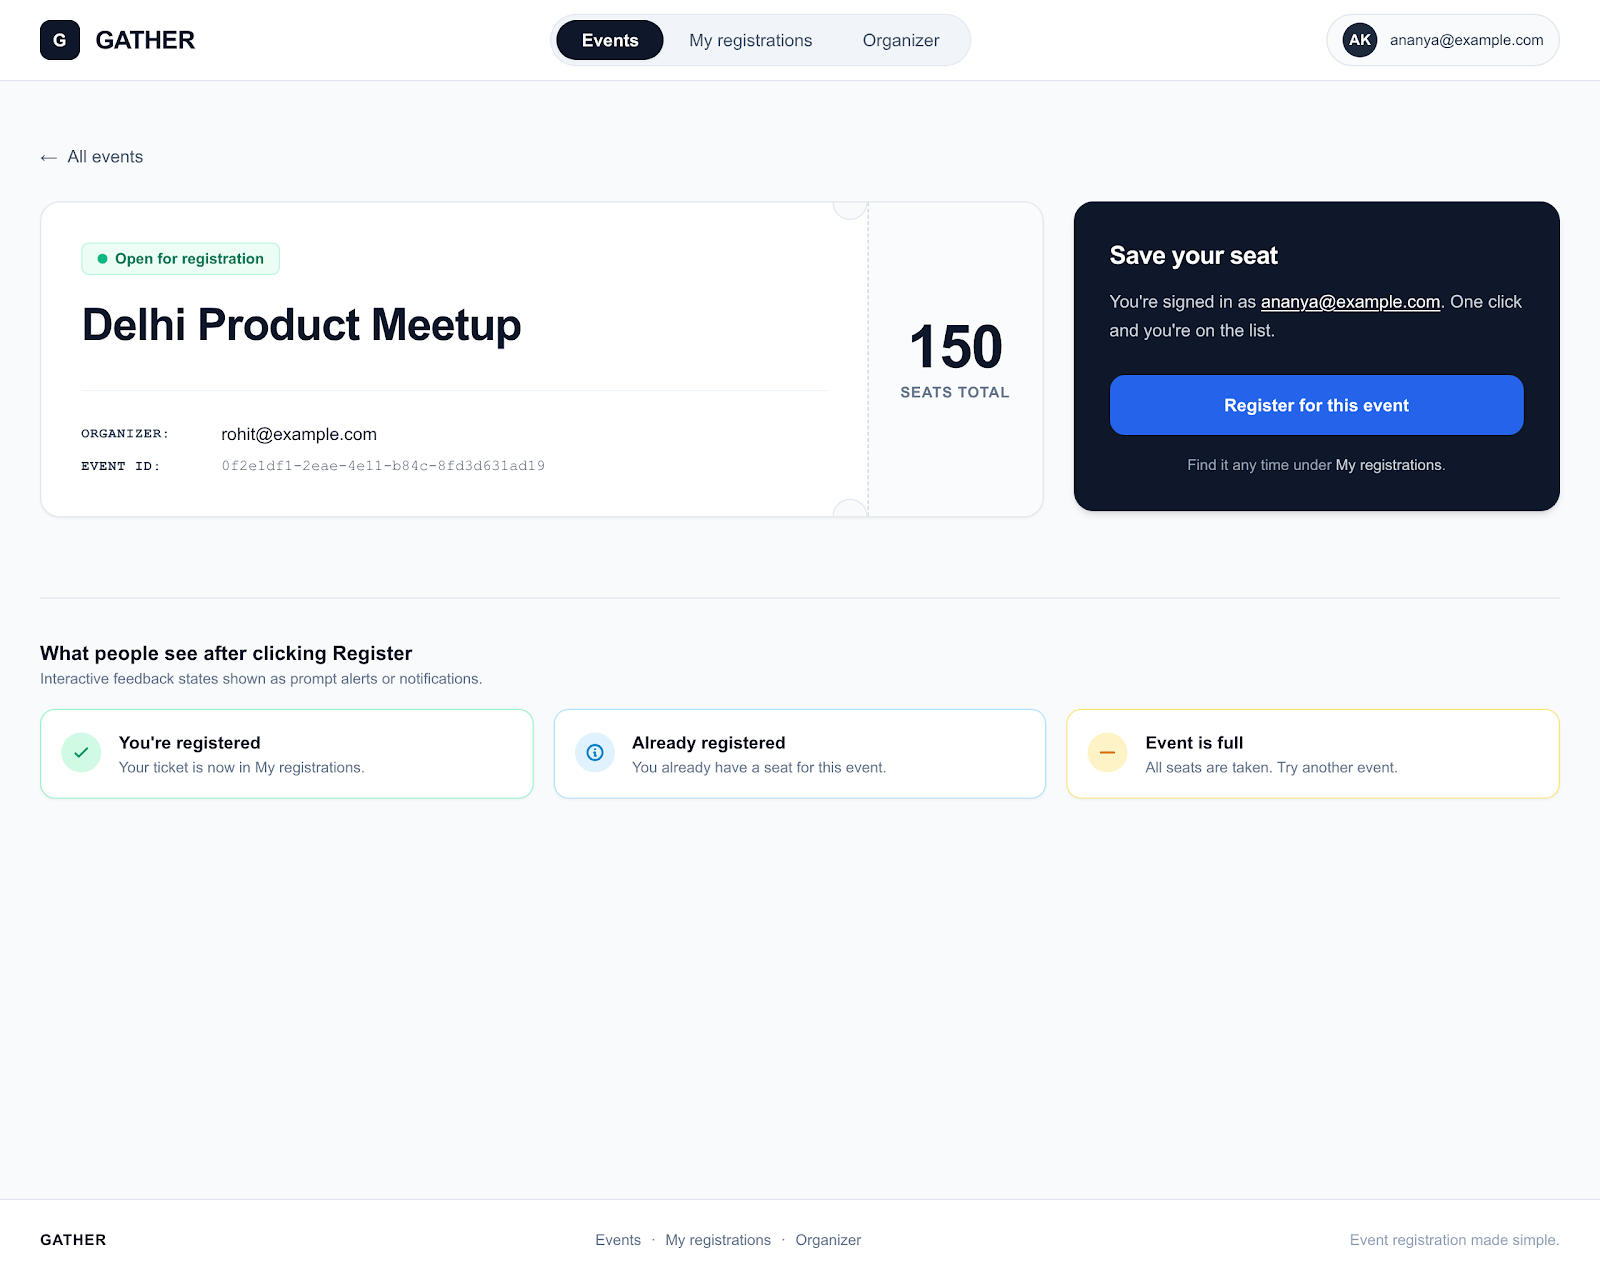 G GATHER
Events My registrations Organizer
AK ananya@example.com
← All events
Open for registration
Delhi Product Meetup
ORGANIZER: rohit@example.com
EVENT ID: 0f2e1df1-2eae-4e11-b84c-8fd3d631ad19
150
SEATS TOTAL
Save your seat
You're signed in as ananya@example.com. One click
and you're on the list.
Register for this event
Find it any time under My registrations.
What people see after clicking Register
Interactive feedback states shown as prompt alerts or notifications.
You're registered
Your ticket is now in My registrations.
Already registered
You already have a seat for this event.
Event is full
All seats are taken. Try another event.
GATHER
Events · My registrations · Organizer
Event registration made simple.